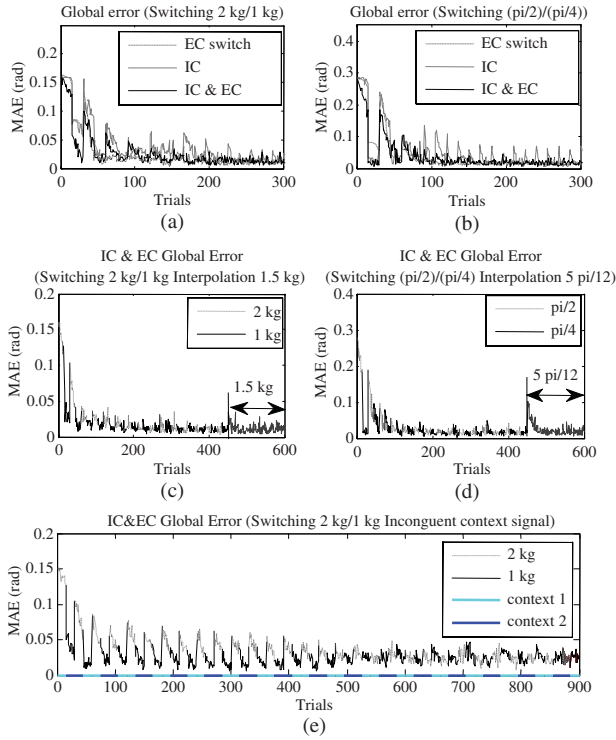 Global error (Switching 2 kg/1 kg)
MAE (rad)
0.25
0.2
0.15
0.1
0.05
0
EC switch
IC
IC & EC
0 100 200 300
Trials
(a)
Global error (Switching (pi/2)/(pi/4))
MAE (rad)
0.5
0.4
0.3
0.2
0.1
0
EC switch
IC
IC & EC
0 100 200 300
Trials
(b)
IC & EC Global Error
(Switching 2 kg/1 kg Interpolation 1.5 kg)
MAE (rad)
0.2
0.15
0.1
0.05
0
2 kg
1 kg
1.5 kg
0 200 400 600
Trials
(c)
IC & EC Global Error
(Switching (pi/2)/(pi/4) Interpolation 5 pi/12)
MAE (rad)
0.4
0.3
0.2
0.1
0
pi/2
pi/4
5 pi/12
0 200 400 600
Trials
(d)
IC&EC Global Error (Switching 2 kg/1 kg Inconguent context signal)
MAE (rad)
0.2
0.15
0.1
0.05
0
2 kg
1 kg
context 1
context 2
0 100 200 300 400 500 600 700 800 900
Trials
(e)